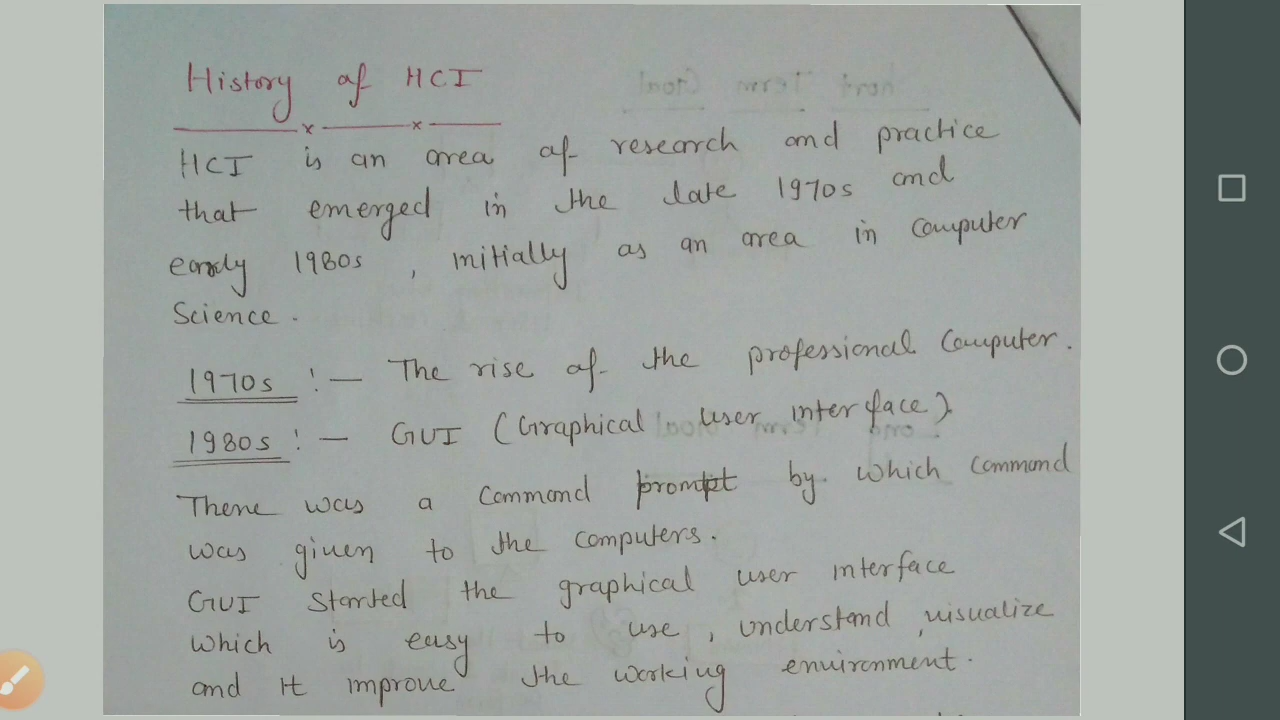 History of HCI
HCI is an area of research and practice
that emerged in the late 1970s and
early 1980s, initially as an area in computer
Science.
1970s :— The rise of the professional computer.
1980s :— GUI (Graphical user interface)
There was a command prompt by which command
was given to the computers.
GUI started the graphical user interface
which is easy to use, understand, visualize
and it improve the working environment.